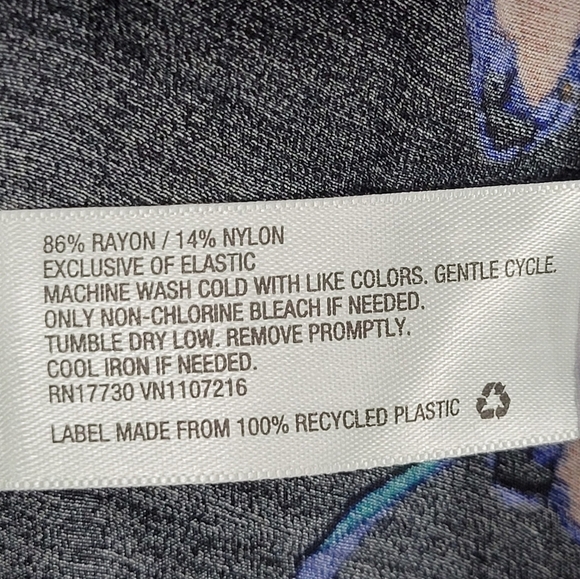 86% RAYON / 14% NYLON
EXCLUSIVE OF ELASTIC
MACHINE WASH COLD WITH LIKE COLORS. GENTLE CYCLE.
ONLY NON-CHLORINE BLEACH IF NEEDED.
TUMBLE DRY LOW. REMOVE PROMPTLY.
COOL IRON IF NEEDED.
RN17730 VN1107216
LABEL MADE FROM 100% RECYCLED PLASTIC